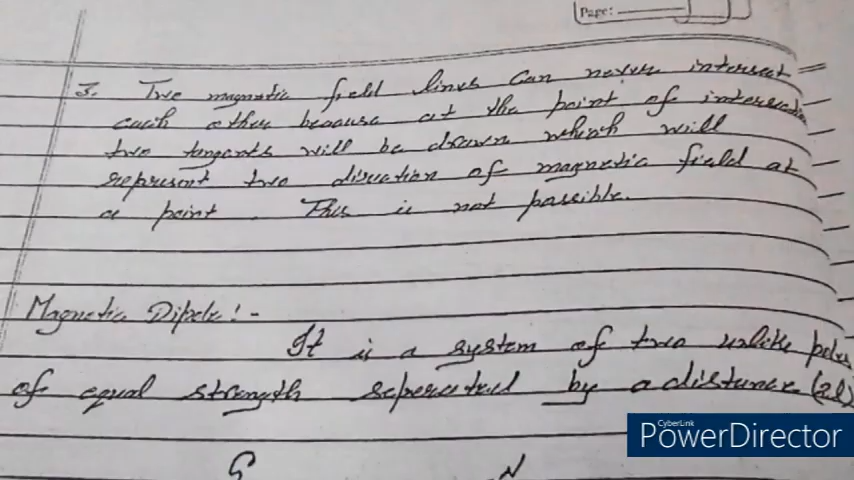 Page:
3. Two magnetic field lines can never intersect
each other because at the point of intersection
two tangents will be drawn which will
represent two direction of magnetic field at
a point. This is not possible.
Magnetic Dipole:-
It is a system of two unlike poles
of equal strength seperated by a distance (2l)
CyberLink
PowerDirector
S N